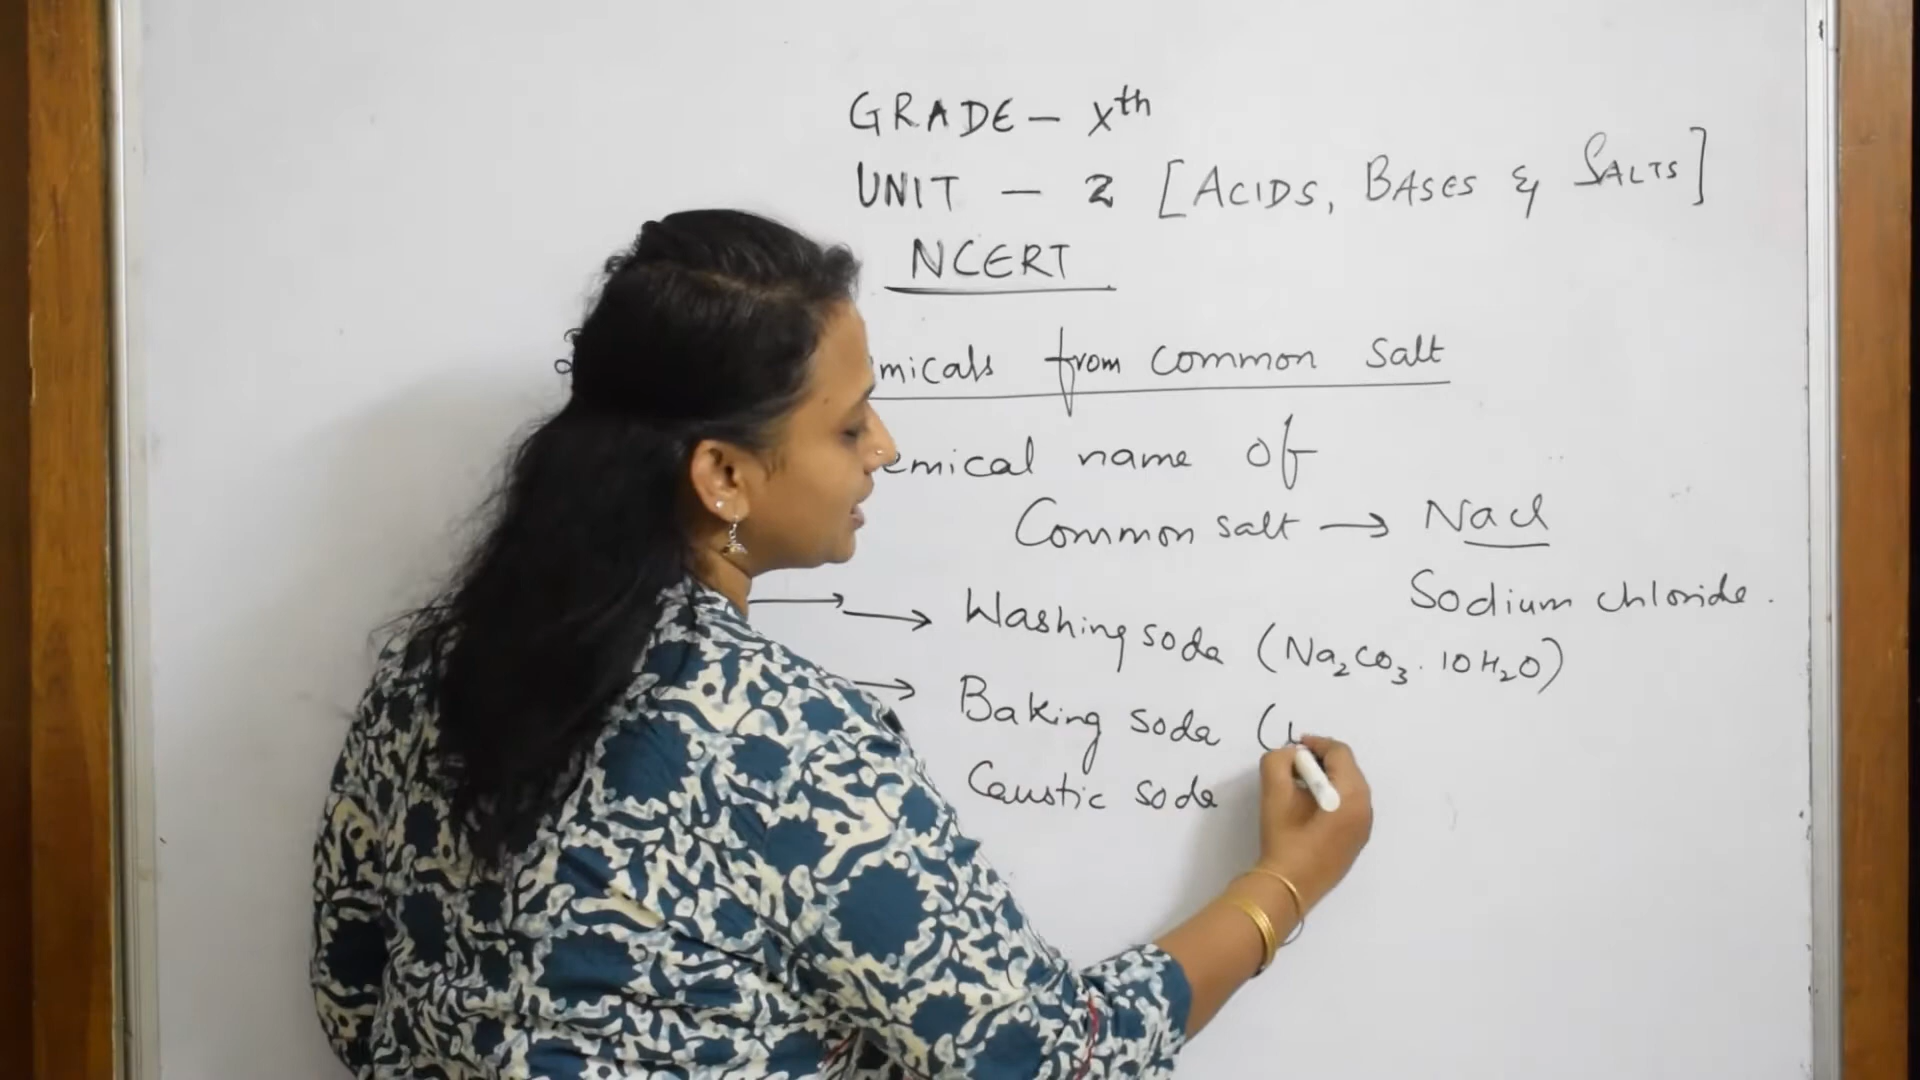 GRADE — Xth
UNIT — 2 [ACIDS, BASES & SALTS]
NCERT
micals from common salt
emical name of
Common salt → NaCl
Sodium chloride.
→ → Washing soda (Na₂CO₃. 10H₂O)
→ Baking soda (
Caustic soda